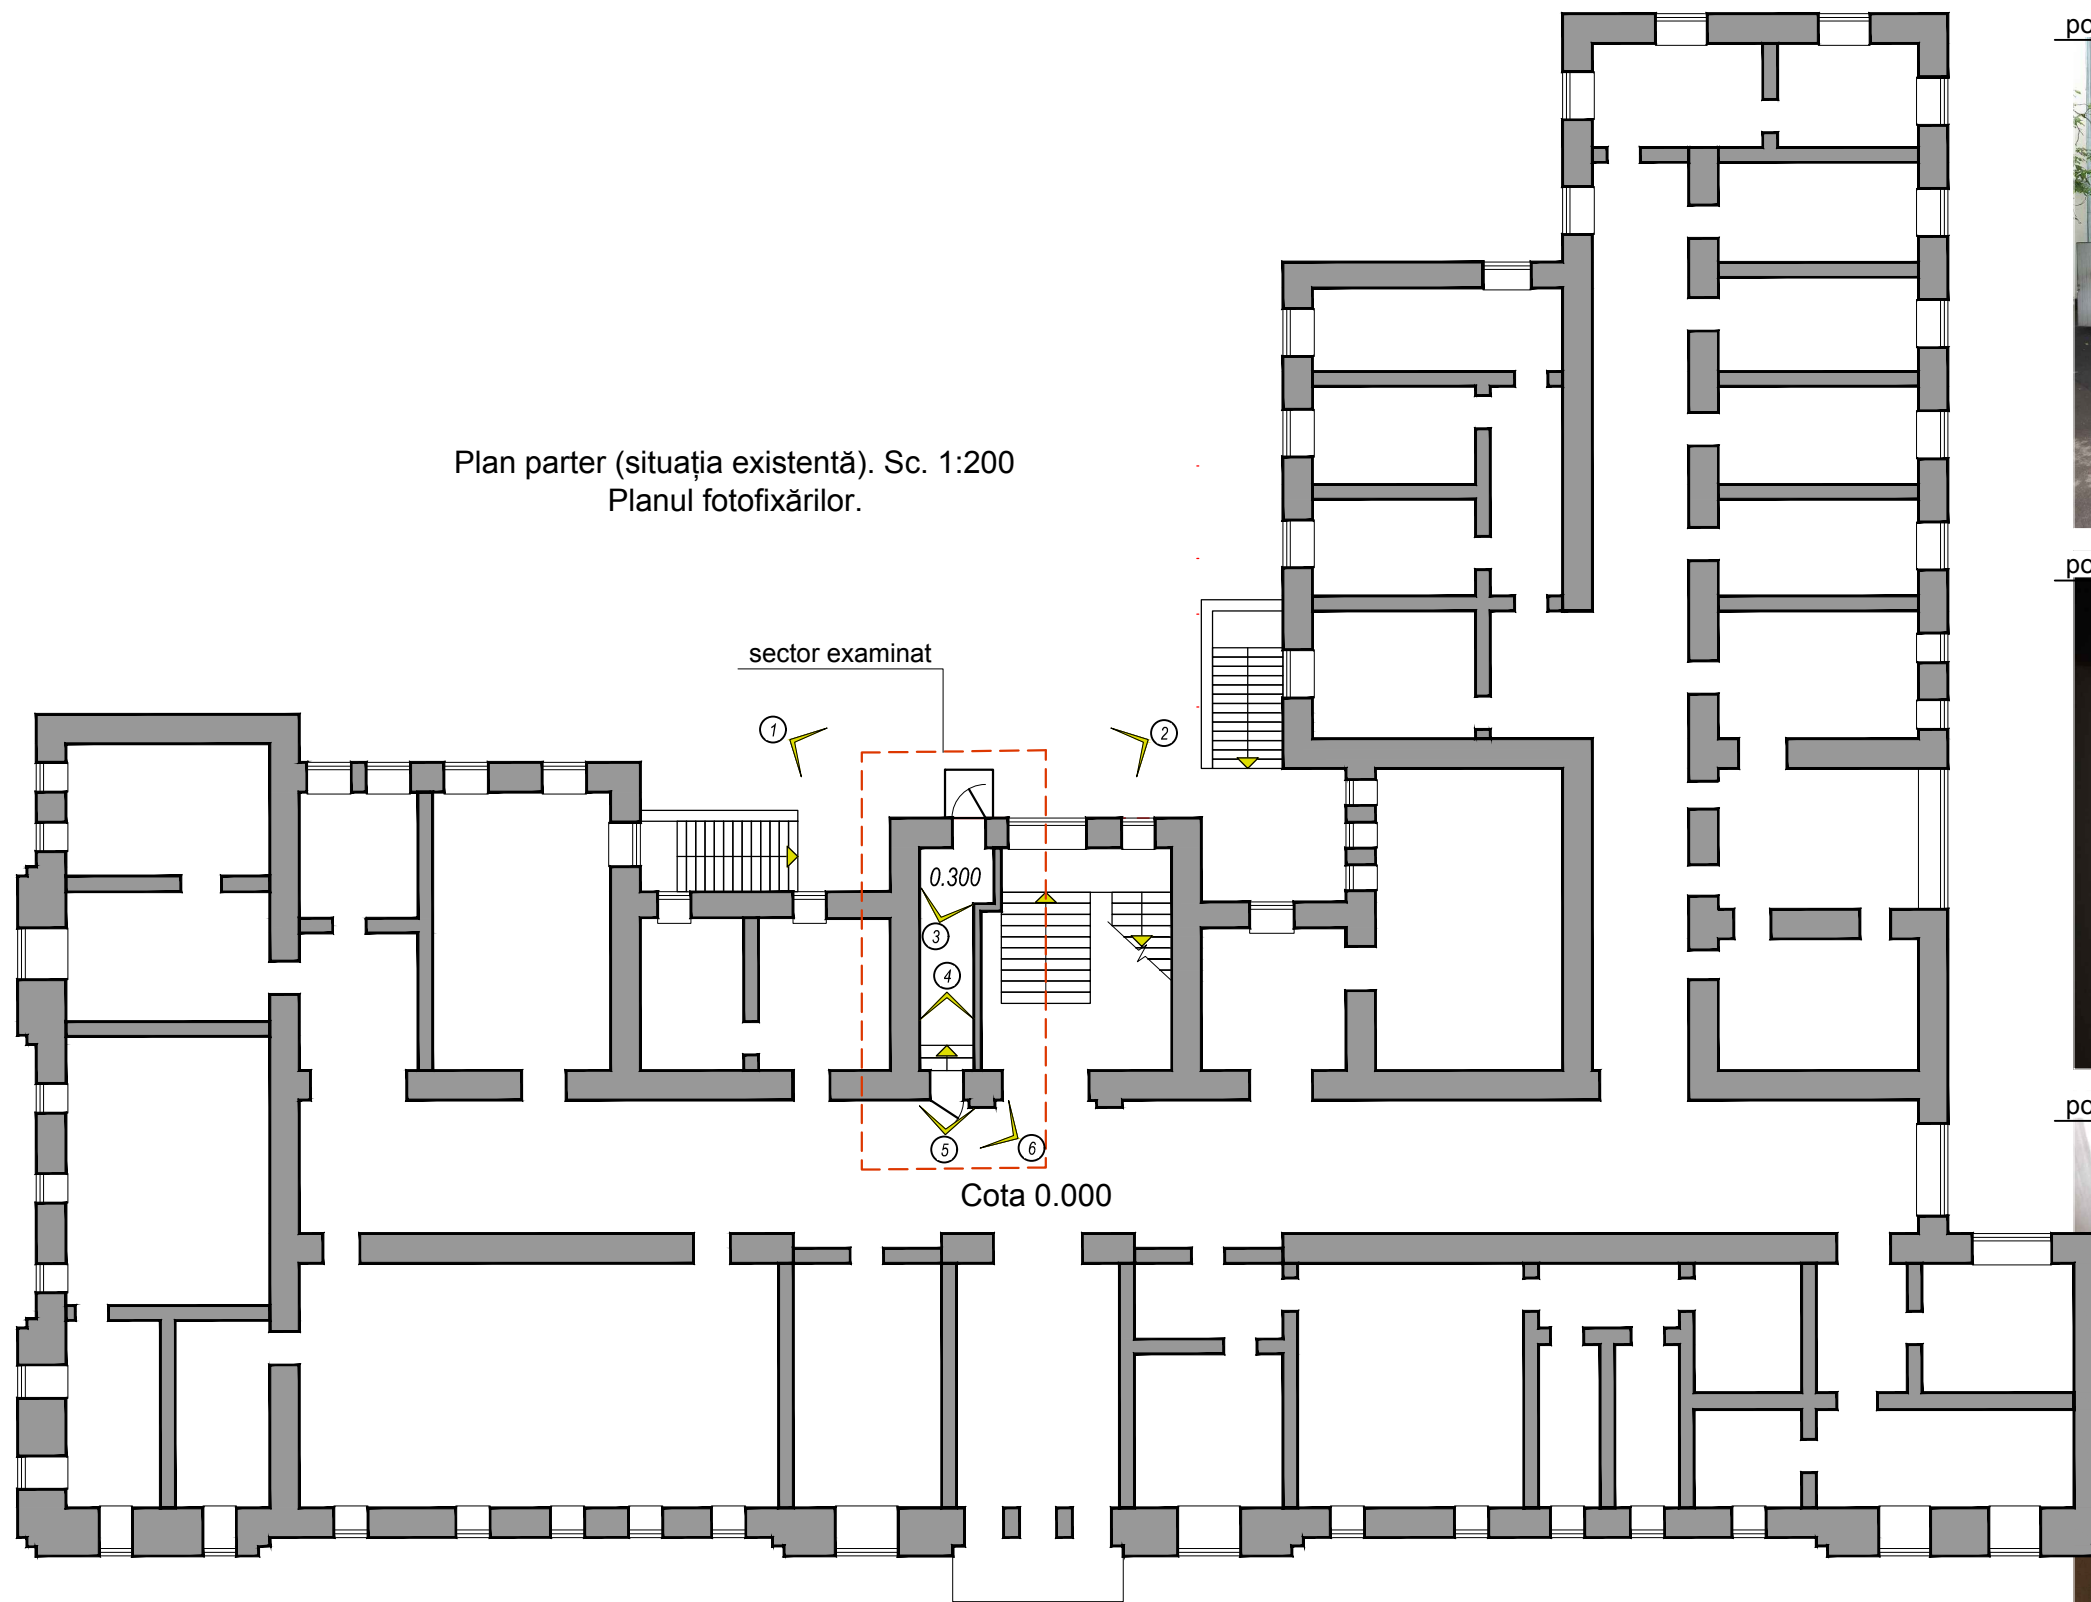 Plan parter (situația existentă). Sc. 1:200
Planul fotofixărilor.
sector examinat
1
2
0.300
3
4
5
6
Cota 0.000
po
po
po